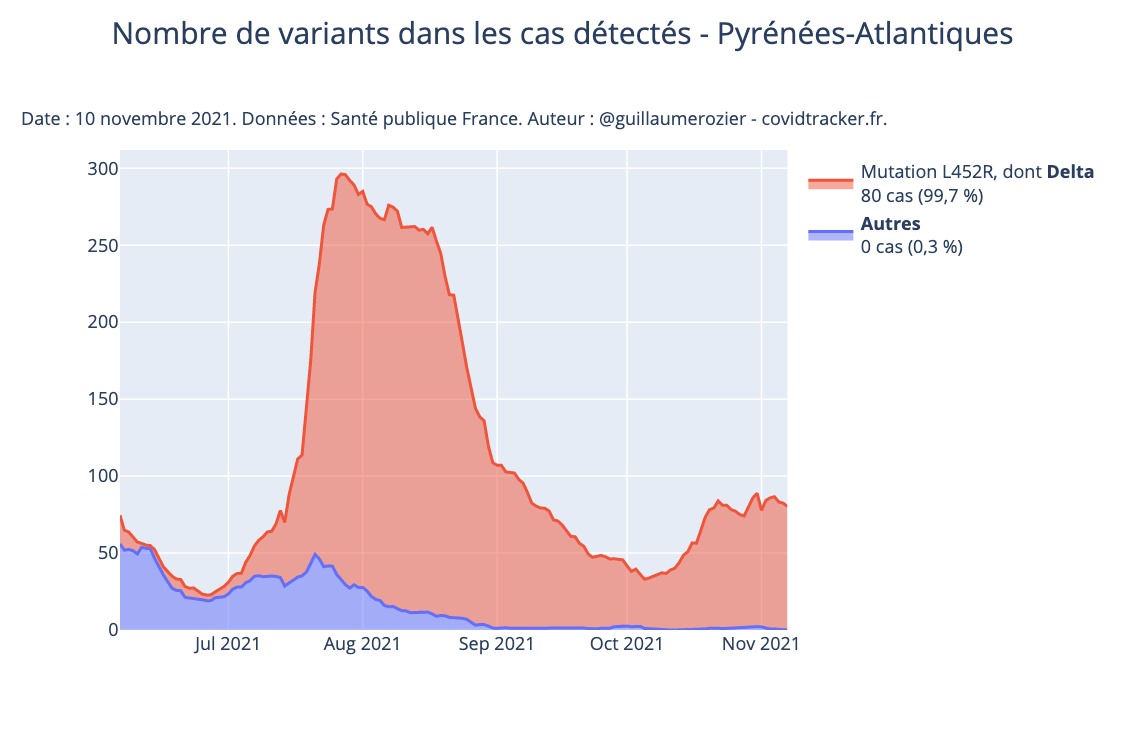 Nombre de variants dans les cas détectés - Pyrénées-Atlantiques
Date : 10 novembre 2021. Données : Santé publique France. Auteur : @guillaumerozier - covidtracker.fr.
300
250
200
150
100
50
0
Jul 2021
Aug 2021
Sep 2021
Oct 2021
Nov 2021
Mutation L452R, dont Delta
80 cas (99,7 %)
Autres
0 cas (0,3 %)